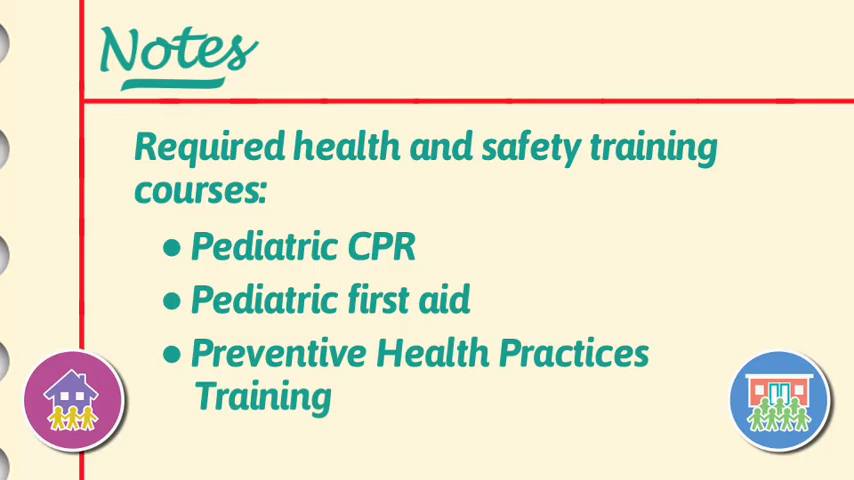 Notes
Required health and safety training
courses:
● Pediatric CPR
● Pediatric first aid
● Preventive Health Practices
Training